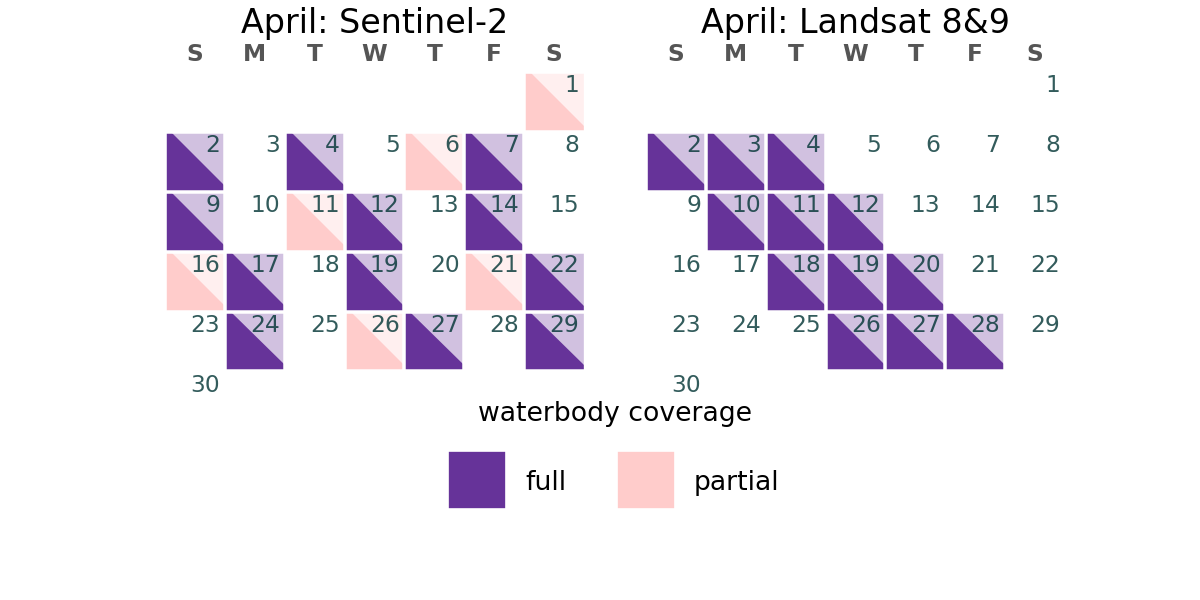 April: Sentinel-2
S M T W T F S
1
2 3 4 5 6 7 8
9 10 11 12 13 14 15
16 17 18 19 20 21 22
23 24 25 26 27 28 29
30
April: Landsat 8&9
S M T W T F S
1
2 3 4 5 6 7 8
9 10 11 12 13 14 15
16 17 18 19 20 21 22
23 24 25 26 27 28 29
30
waterbody coverage
full partial